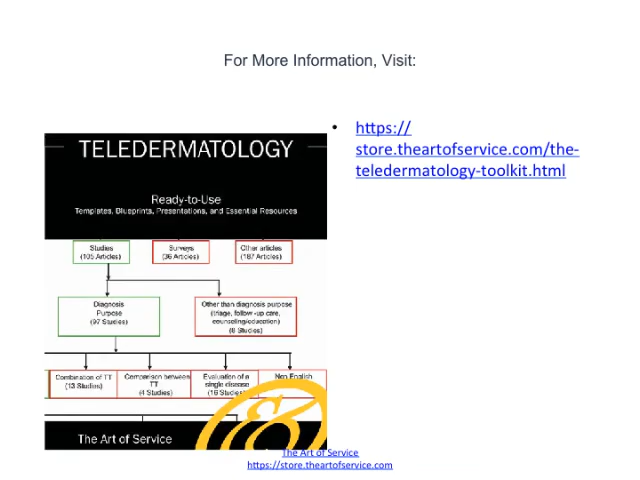 For More Information, Visit:
• https://
store.theartofservice.com/the-
teledermatology-toolkit.html
TELEDERMATOLOGY
Ready-to-Use
Templates, Blueprints, Presentations, and Essential Resources
Studies
(105 Articles)
Surveys
(36 Articles)
Other articles
(187 Articles)
Diagnosis
Purpose
(97 Studies)
Other than diagnosis purpose
(triage, follow-up care,
counseling/education)
(8 Studies)
Combination of TT
(13 Studies)
Comparison between
TT
(4 Studies)
Evaluation of a
single disease
(16 Studies)
Non English
The Art of Service
The Art of Service
https://store.theartofservice.com